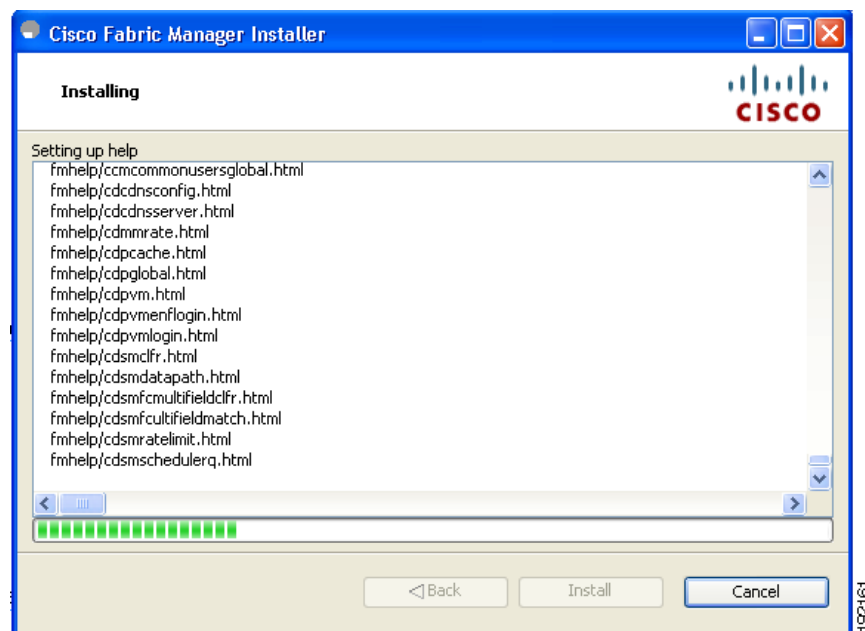 Cisco Fabric Manager Installer
Installing
CISCO
Setting up help
fmhelp/ccmcommonusersglobal.html
fmhelp/cdcdnsconfig.html
fmhelp/cdcdnsserver.html
fmhelp/cdmmrate.html
fmhelp/cdpcache.html
fmhelp/cdpglobal.html
fmhelp/cdpvm.html
fmhelp/cdpvmenflogin.html
fmhelp/cdpvmlogin.html
fmhelp/cdsmclfr.html
fmhelp/cdsmdatapath.html
fmhelp/cdsmfcmultifieldclfr.html
fmhelp/cdsmfcultifieldmatch.html
fmhelp/cdsmratelimit.html
fmhelp/cdsmschedulerq.html
Back
Install
Cancel
192161